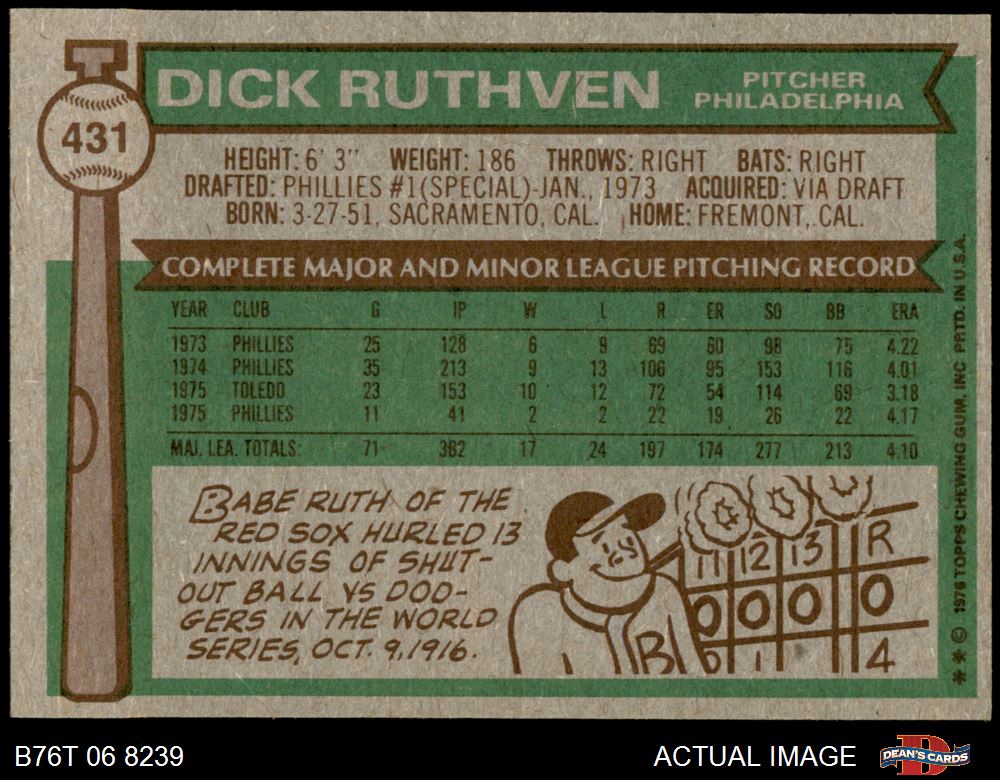 431
DICK RUTHVEN
PITCHER
PHILADELPHIA
HEIGHT: 6' 3" WEIGHT: 186 THROWS: RIGHT BATS: RIGHT
DRAFTED: PHILLIES #1(SPECIAL)-JAN., 1973 ACQUIRED: VIA DRAFT
BORN: 3-27-51, SACRAMENTO, CAL. HOME: FREMONT, CAL.
COMPLETE MAJOR AND MINOR LEAGUE PITCHING RECORD
YEAR CLUB G IP W L R ER SO BB ERA
1973 PHILLIES 25 128 6 9 69 60 98 75 4.22
1974 PHILLIES 35 213 9 13 106 95 153 116 4.01
1975 TOLEDO 23 153 10 12 72 54 114 69 3.18
1975 PHILLIES 11 41 2 2 22 19 26 22 4.17
MAJ. LEA. TOTALS: 71 382 17 24 197 174 277 213 4.10
BABE RUTH OF THE
RED SOX HURLED 13
INNINGS OF SHUT-
OUT BALL VS DOD-
GERS IN THE WORLD
SERIES, OCT. 9, 1916.
11 12 13 R
0 0 0 0
B 0 1 4
** © 1976 TOPPS CHEWING GUM, INC PRTD. IN U.S.A.
B76T 06 8239
ACTUAL IMAGE
D
DEAN'S CARDS